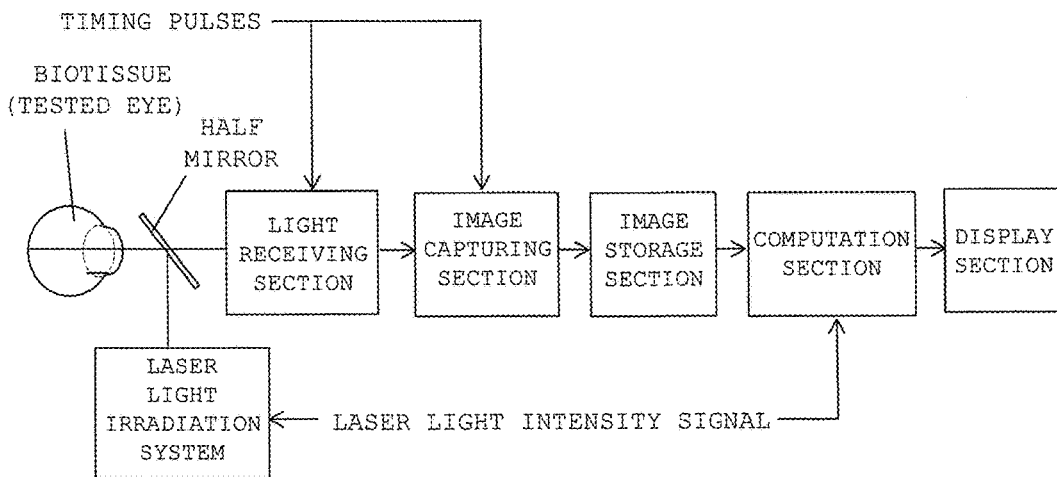 TIMING PULSES
BIOTISSUE
(TESTED EYE)
HALF
MIRROR
LIGHT
RECEIVING
SECTION
IMAGE
CAPTURING
SECTION
IMAGE
STORAGE
SECTION
COMPUTATION
SECTION
DISPLAY
SECTION
LASER
LIGHT
IRRADIATION
SYSTEM
LASER LIGHT INTENSITY SIGNAL